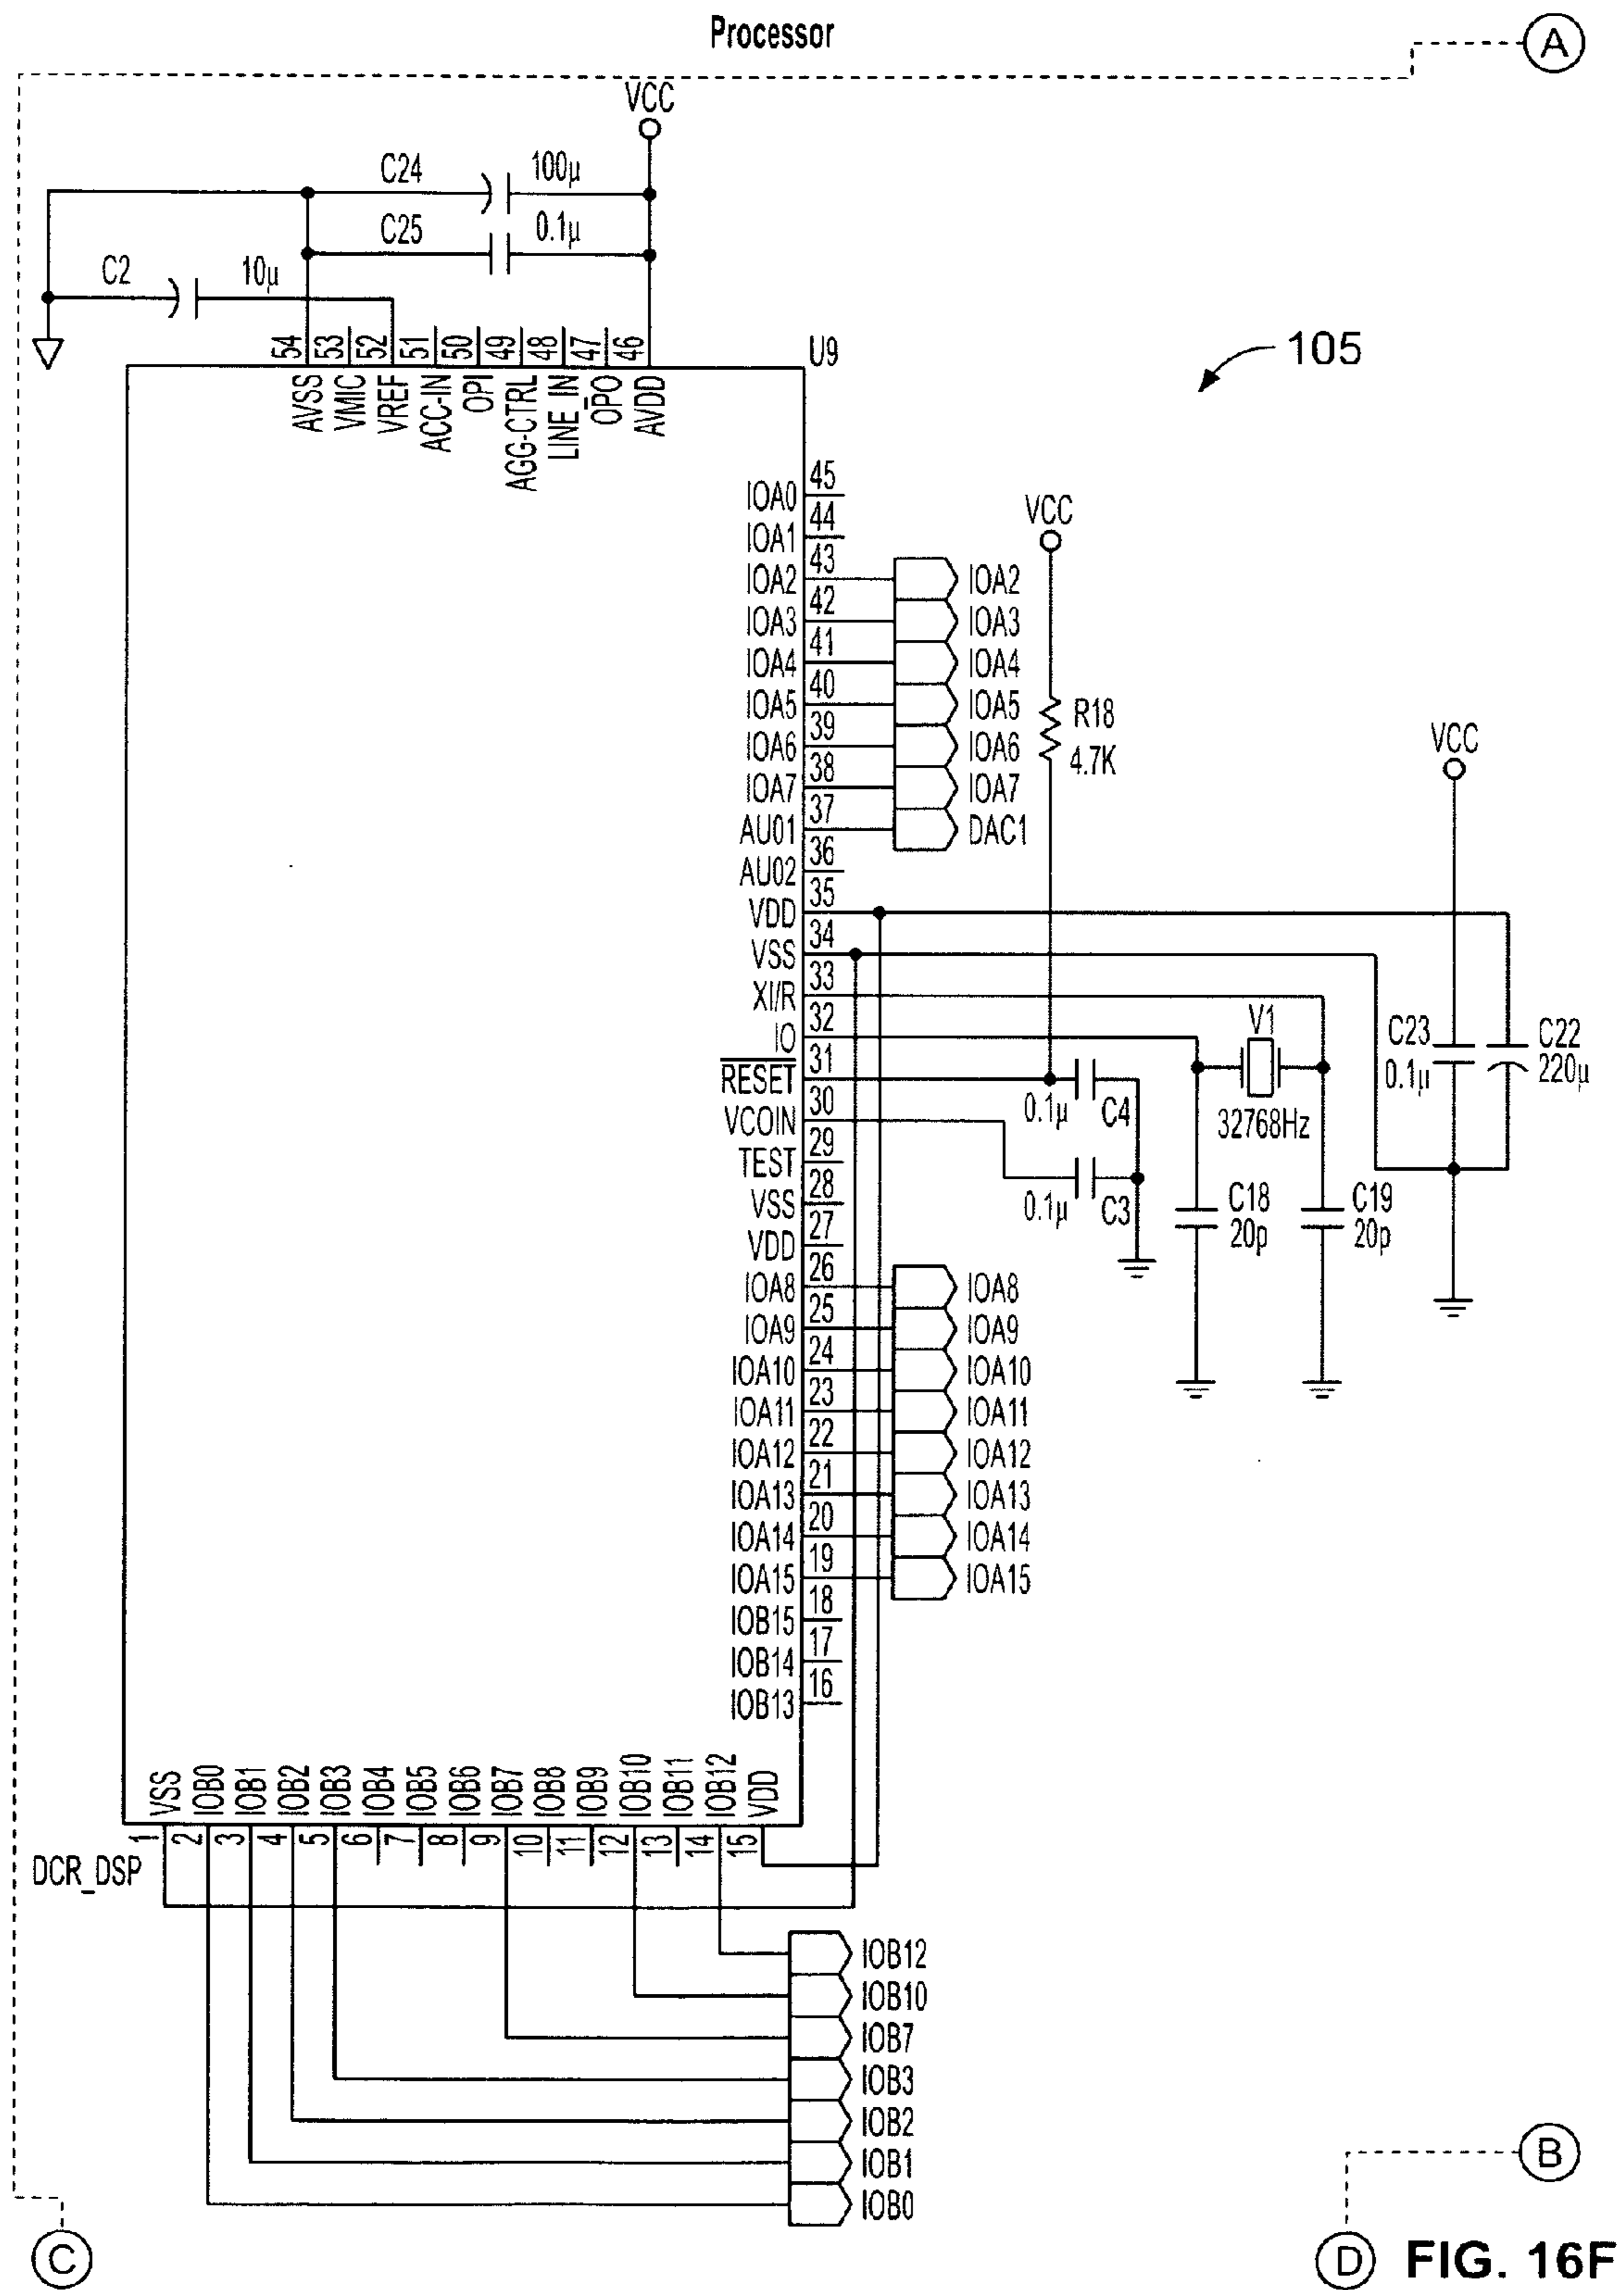 Processor
A
VCC
C24 100µ
C25 0.1µ
C2 10µ
54 53 52 51 50 49 48 47 46
U9
105
AVSS VMIC VREF ACC-IN OPI AGG-CTRL LINE IN OPO AVDD
IOA0 45
IOA1 44
IOA2 43 IOA2
IOA3 42 IOA3
IOA4 41 IOA4
IOA5 40 IOA5
IOA6 39 IOA6
IOA7 38 IOA7
AU01 37 DAC1
AU02 36
VDD 35
VSS 34
XI/R 33
IO 32
RESET 31
VCOIN 30
TEST 29
VSS 28
VDD 27
IOA8 26 IOA8
IOA9 25 IOA9
IOA10 24 IOA10
IOA11 23 IOA11
IOA12 22 IOA12
IOA13 21 IOA13
IOA14 20 IOA14
IOA15 19 IOA15
IOB15 18
IOB14 17
IOB13 16
VCC
R18
4.7K
VCC
V1
32768Hz
C23
0.1µ
C22
220µ
0.1µ C4
0.1µ C3
C18
20p
C19
20p
VSS IOB0 IOB1 IOB2 IOB3 IOB4 IOB5 IOB6 IOB7 IOB8 IOB9 IOB10 IOB11 IOB12 VDD
1 2 3 4 5 6 7 8 9 10 11 12 13 14 15
DCR_DSP
IOB12
IOB10
IOB7
IOB3
IOB2
IOB1
IOB0
B
C
D
FIG. 16F